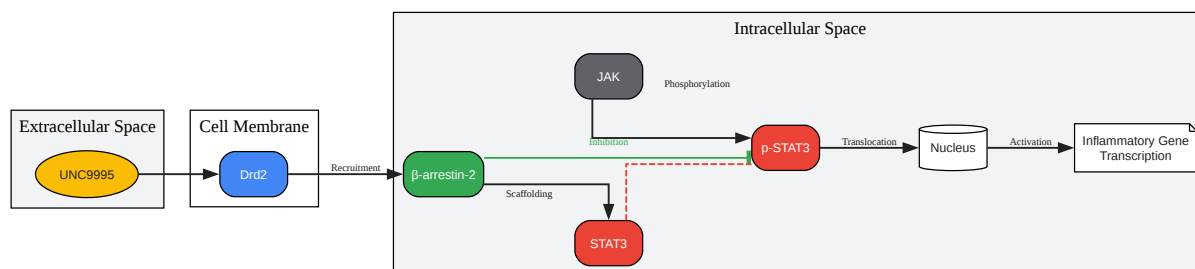 Intracellular Space
JAK
Phosphorylation
Extracellular Space
Cell Membrane
Inhibition
p-STAT3
Translocation
Nucleus
Activation
Inflammatory Gene
Transcription
UNC9995
Drd2
Recruitment
β-arrestin-2
Scaffolding
STAT3